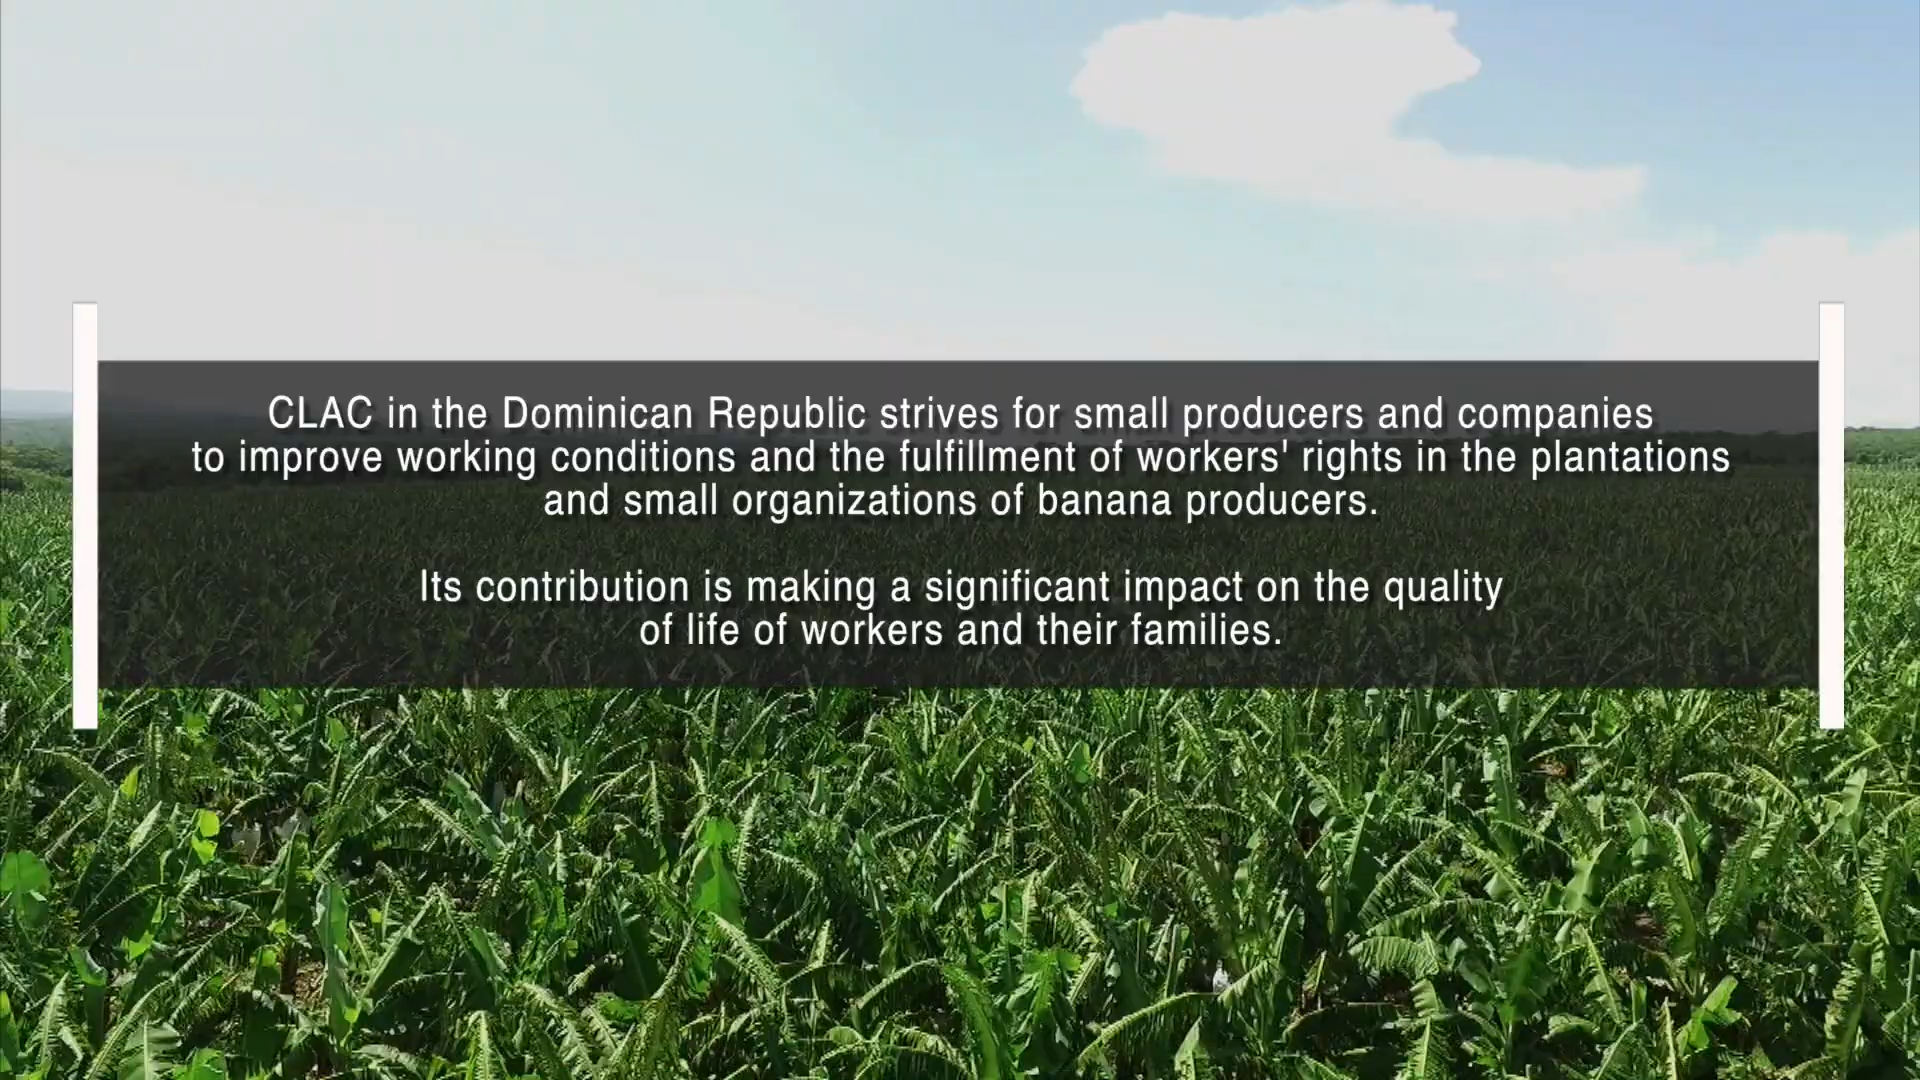 CLAC in the Dominican Republic strives for small producers and companies
to improve working conditions and the fulfillment of workers' rights in the plantations
and small organizations of banana producers.
Its contribution is making a significant impact on the quality
of life of workers and their families.